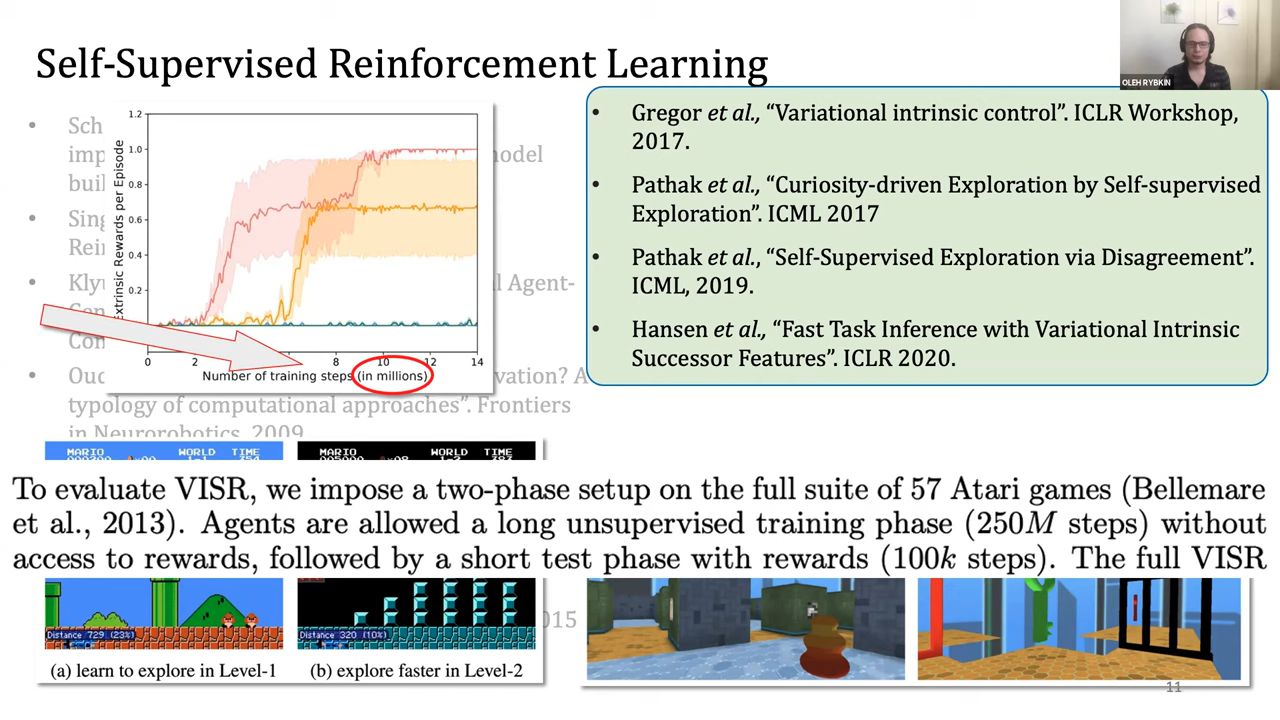 Self-Supervised Reinforcement Learning
OLEH RYBKIN
• Sch
imp
odel
buil
• Sing
Rein
• Kly
l Agent-
Con
Con
• Oud
vation? A
typology of computational approaches”. Frontiers
in Neurorobotics, 2009
Extrinsic Rewards per Episode
1.2
1.0
0.8
0.6
0.4
0.2
0 2 8 10 12 14
Number of training steps (in millions)
• Gregor et al., “Variational intrinsic control”. ICLR Workshop,
2017.
• Pathak et al., “Curiosity-driven Exploration by Self-supervised
Exploration”. ICML 2017
• Pathak et al., “Self-Supervised Exploration via Disagreement”.
ICML, 2019.
• Hansen et al., “Fast Task Inference with Variational Intrinsic
Successor Features”. ICLR 2020.
MARIO WORLD TIME
MARIO WORLD TIME
To evaluate VISR, we impose a two-phase setup on the full suite of 57 Atari games (Bellemare
et al., 2013). Agents are allowed a long unsupervised training phase (250M steps) without
access to rewards, followed by a short test phase with rewards (100k steps). The full VISR
Distance 729 (23%)
Distance 320 (10%)
015
(a) learn to explore in Level-1
(b) explore faster in Level-2
11